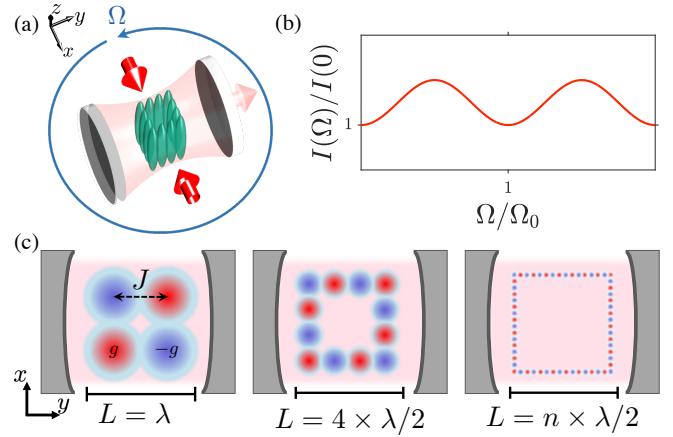 (a)
z
y
x
Ω
(b)
I(Ω)/I(0)
1
1
Ω/Ω₀
(c)
J
g
-g
x
y
L = λ
L = 4 × λ/2
L = n × λ/2